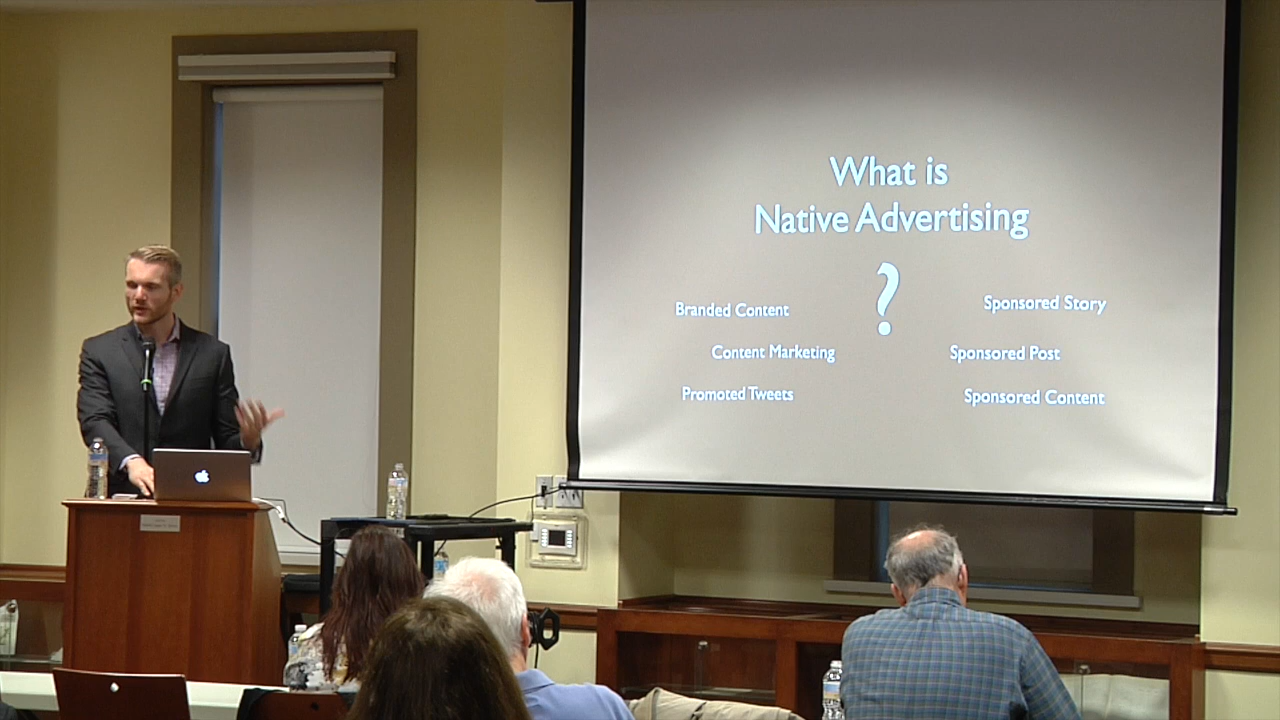 What is
Native Advertising
?
Branded Content
Sponsored Story
Content Marketing
Sponsored Post
Promoted Tweets
Sponsored Content